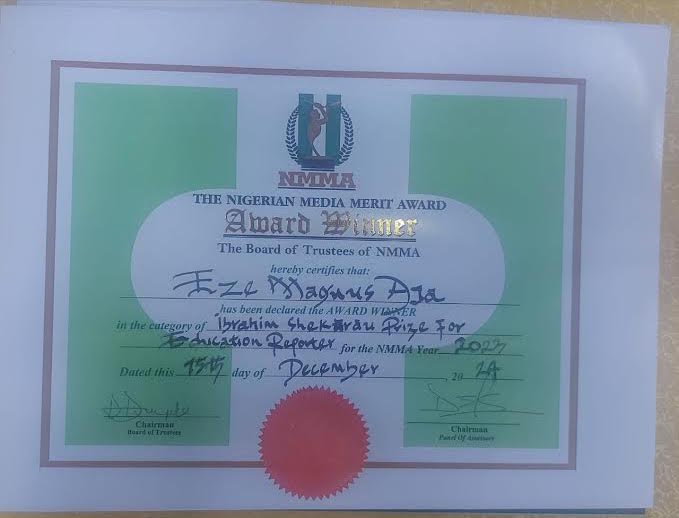 NMMA
THE NIGERIAN MEDIA MERIT AWARD
Award Winner
The Board of Trustees of NMMA
hereby certifies that:
Eze Magnus Aja
has been declared the AWARD WINNER
in the category of Ibrahim Shekarau Prize For
Education Reporter for the NMMA Year 2023
Dated this 15th day of December, 2024
Chairman
Board of Trustees
Chairman
Panel Of Assessors